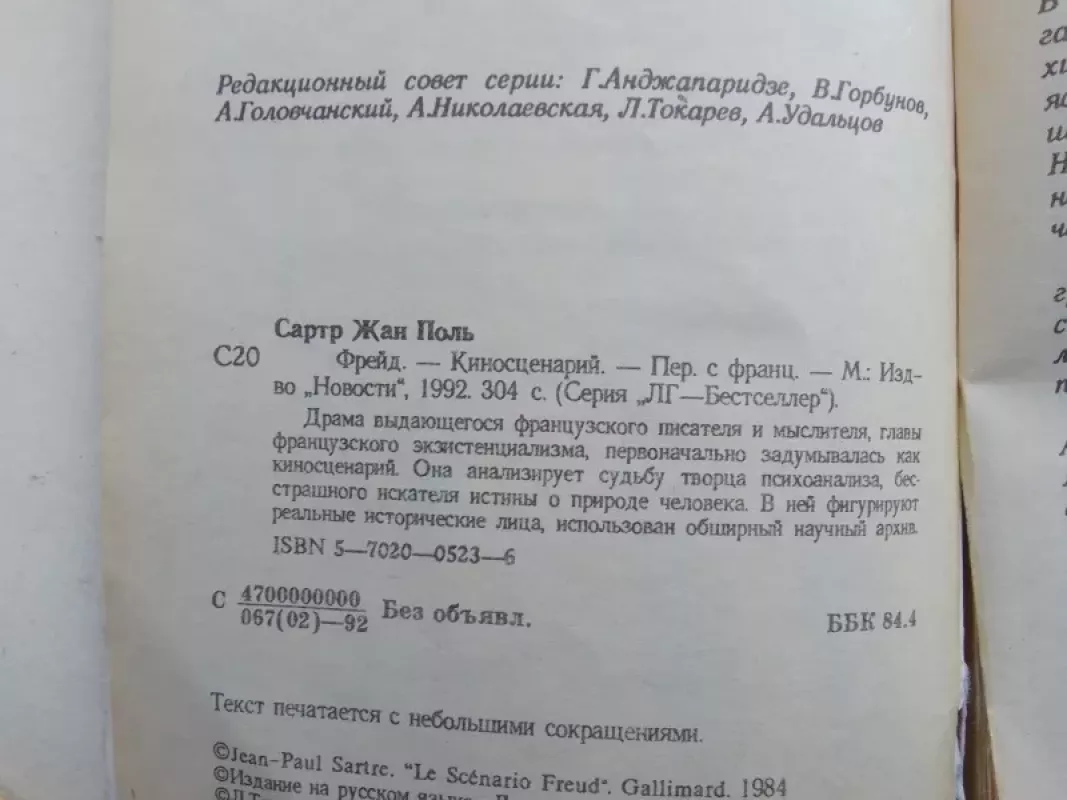 Редакционный совет серии: Г.Анджапаридзе, В.Горбунов,
А.Головчанский, А.Николаевская, Л.Токарев, А.Удальцов
Сартр Жан Поль
С20 Фрейд. — Киносценарий. — Пер. с франц. — М.: Изд-
во „Новости“, 1992. 304 с. (Серия „ЛГ—Бестселлер“).
Драма выдающегося французского писателя и мыслителя, главы
французского экзистенциализма, первоначально задумывалась как
киносценарий. Она анализирует судьбу творца психоанализа, бес-
страшного искателя истины о природе человека. В ней фигурируют
реальные исторические лица, использован обширный научный архив.
ISBN 5—7020—0523—6
С 4700000000
067(02)—92 Без объявл.
ББК 84.4
Текст печатается с небольшими сокращениями.
©Jean-Paul Sartre. "Le Scénario Freud". Gallimard. 1984
©Издание на русском